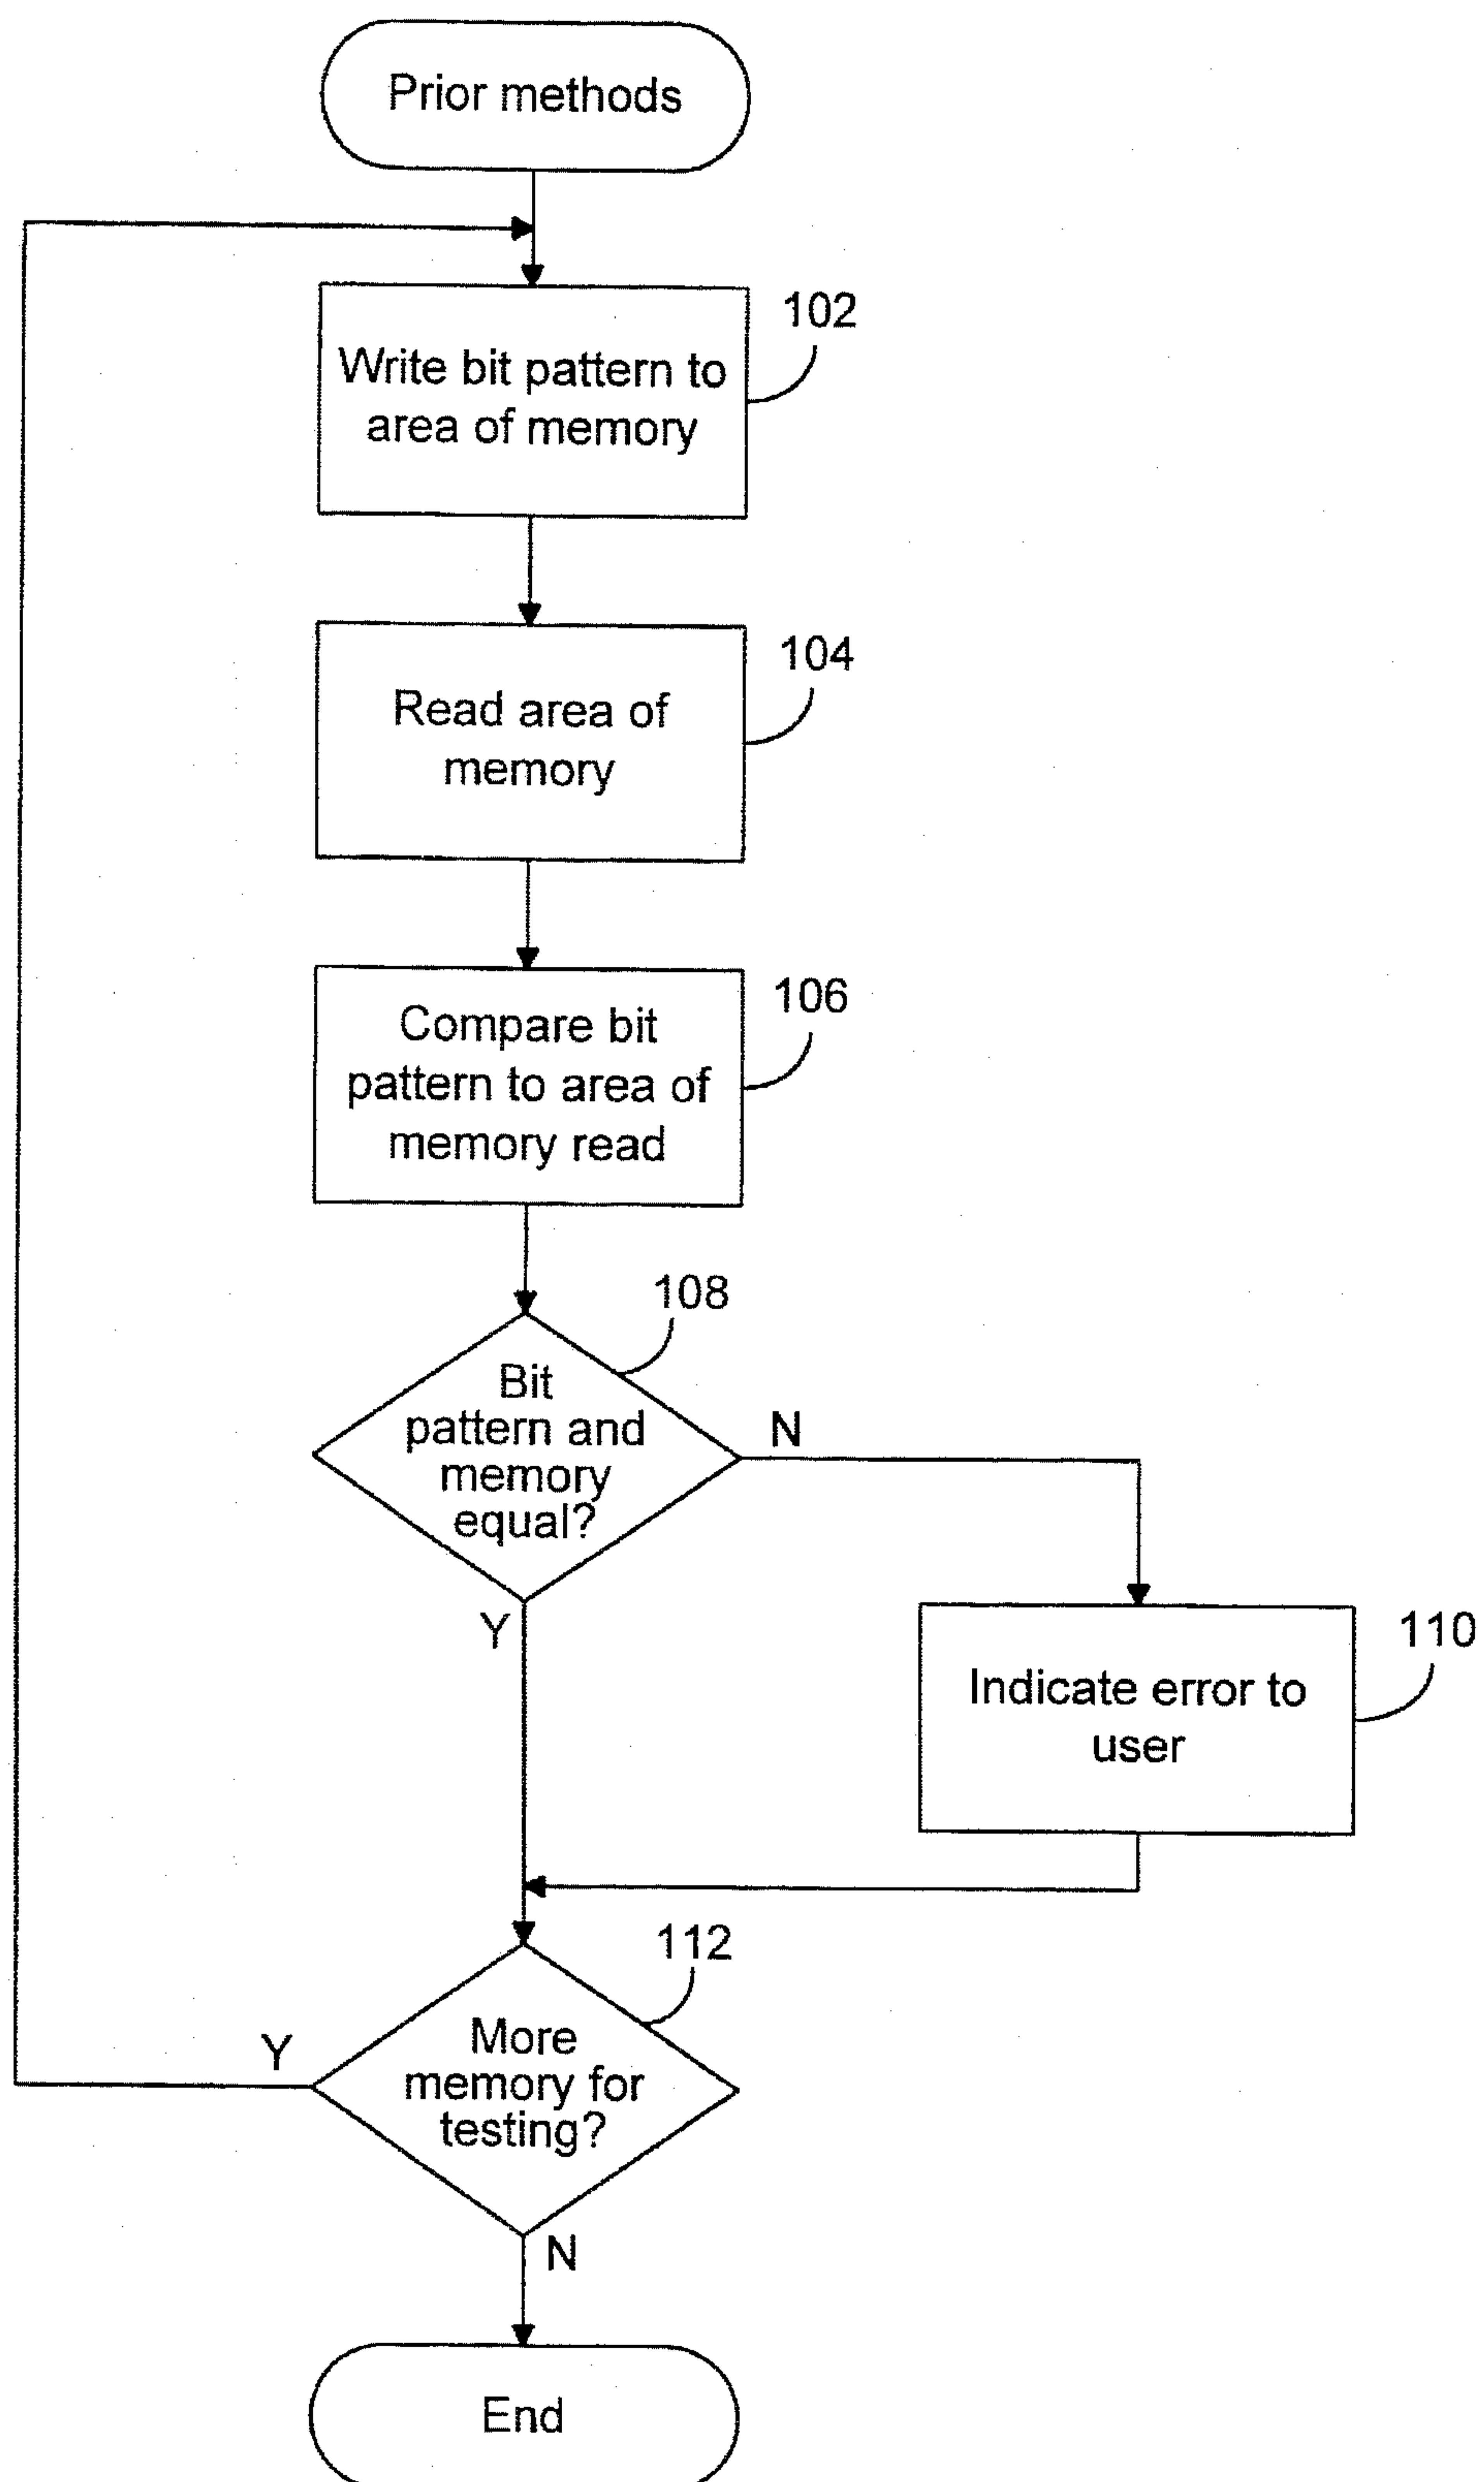 Prior methods
102
Write bit pattern to
area of memory
104
Read area of
memory
106
Compare bit
pattern to area of
memory read
108
Bit
pattern and
memory
equal?
N
Y
110
Indicate error to
user
112
More
memory for
testing?
Y
N
End